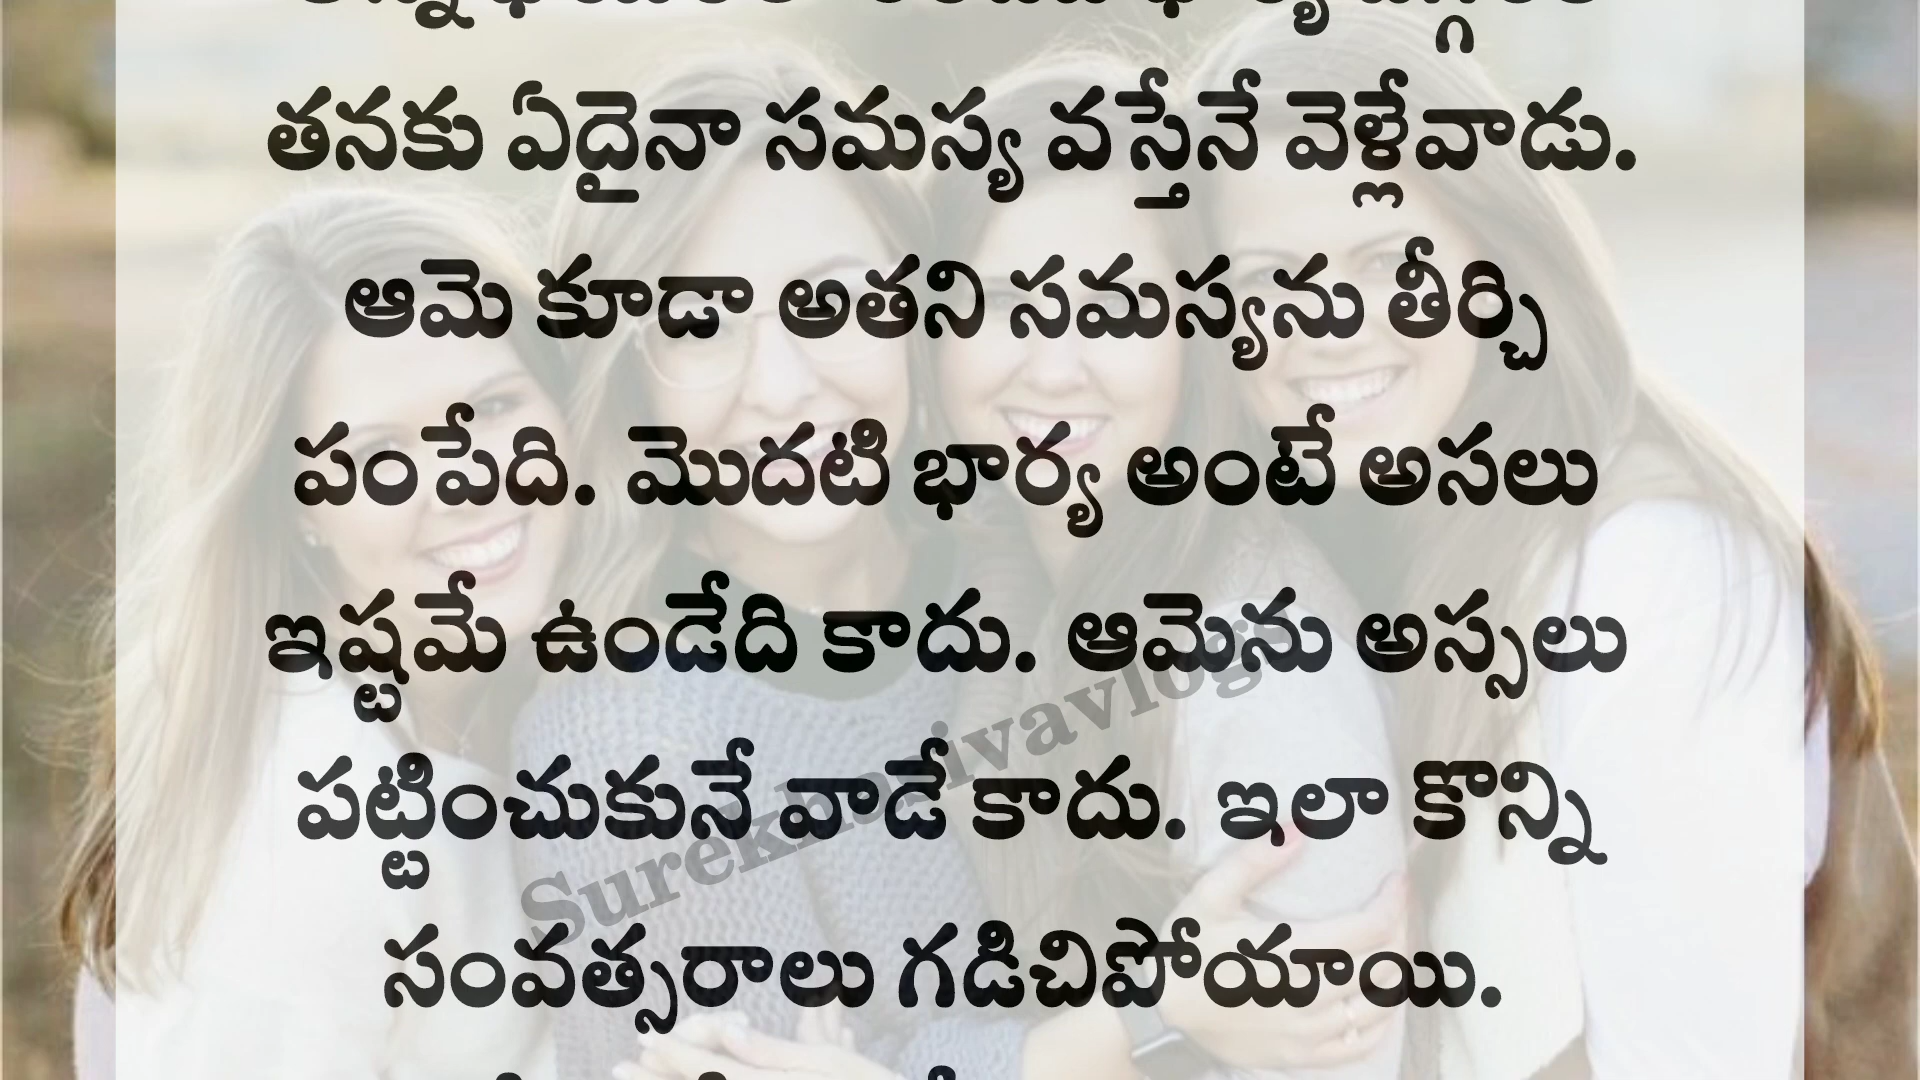 తనకు ఏదైనా సమస్య వస్తేనే వెళ్లేవాడు.
ఆమె కూడా అతని సమస్యను తీర్చి
పంపేది. మొదటి భార్య అంటే అసలు
ఇష్టమే ఉండేది కాదు. ఆమెను అస్సలు
పట్టించుకునే వాడే కాదు. ఇలా కొన్ని
సంవత్సరాలు గడిచిపోయాయి.
Surekhasivavlogs